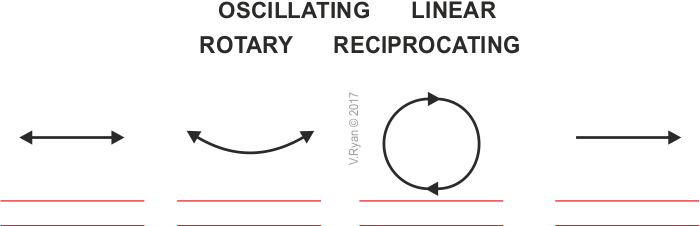 OSCILLATING LINEAR
ROTARY RECIPROCATING
V.Ryan © 2017